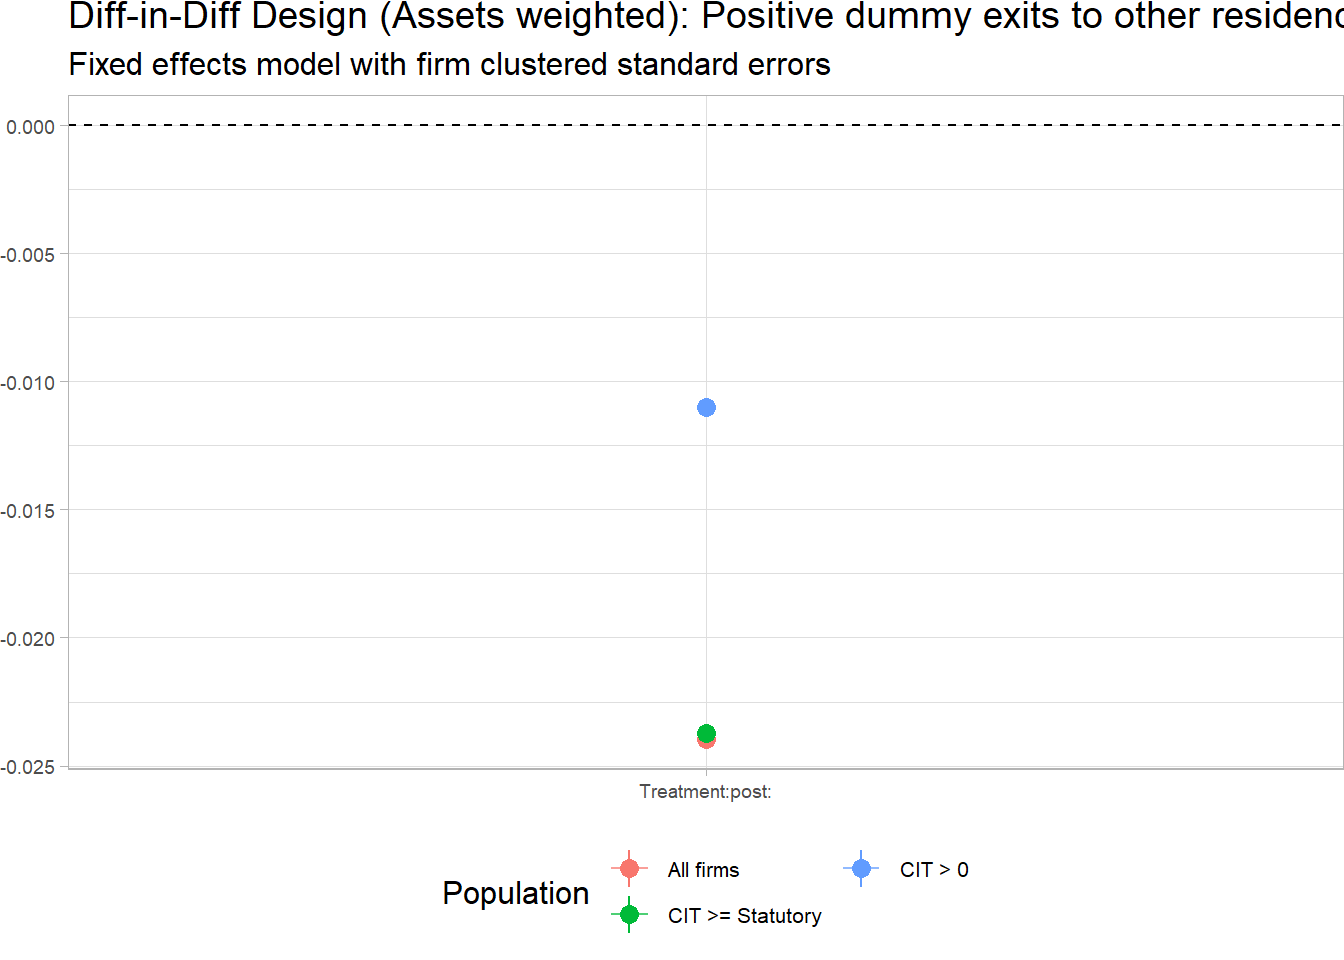 Diff-in-Diff Design (Assets weighted): Positive dummy exits to other residenc
Fixed effects model with firm clustered standard errors
0.000
-0.005
-0.010
-0.015
-0.020
-0.025
Treatment:post:
Population
All firms
CIT > 0
CIT >= Statutory